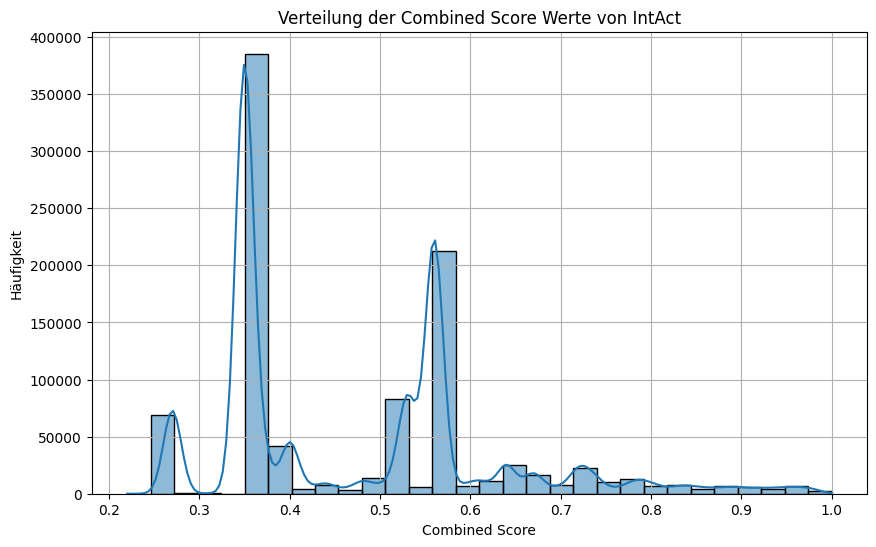 Verteilung der Combined Score Werte von IntAct
400000
350000
300000
250000
200000
150000
100000
50000
0
Häufigkeit
0.2 0.3 0.4 0.5 0.6 0.7 0.8 0.9 1.0
Combined Score